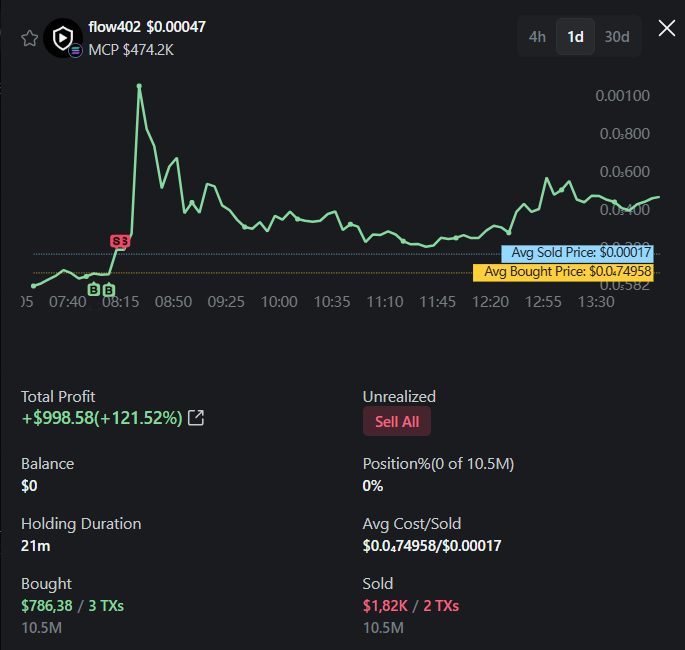 flow402 $0.00047
MCP $474.2K
4h 1d 30d
0.00100
0.0₃800
0.0₃600
0.0₃400
S S
Avg Sold Price: $0.00017
Avg Bought Price: $0.0₄74958
0.0₅582
B B
05 07:40 08:15 08:50 09:25 10:00 10:35 11:10 11:45 12:20 12:55 13:30
Total Profit
+$998.58(+121.52%)
Unrealized
Sell All
Balance
$0
Position%(0 of 10.5M)
0%
Holding Duration
21m
Avg Cost/Sold
$0.0₄74958/$0.00017
Bought
$786,38 / 3 TXs
10.5M
Sold
$1,82K / 2 TXs
10.5M